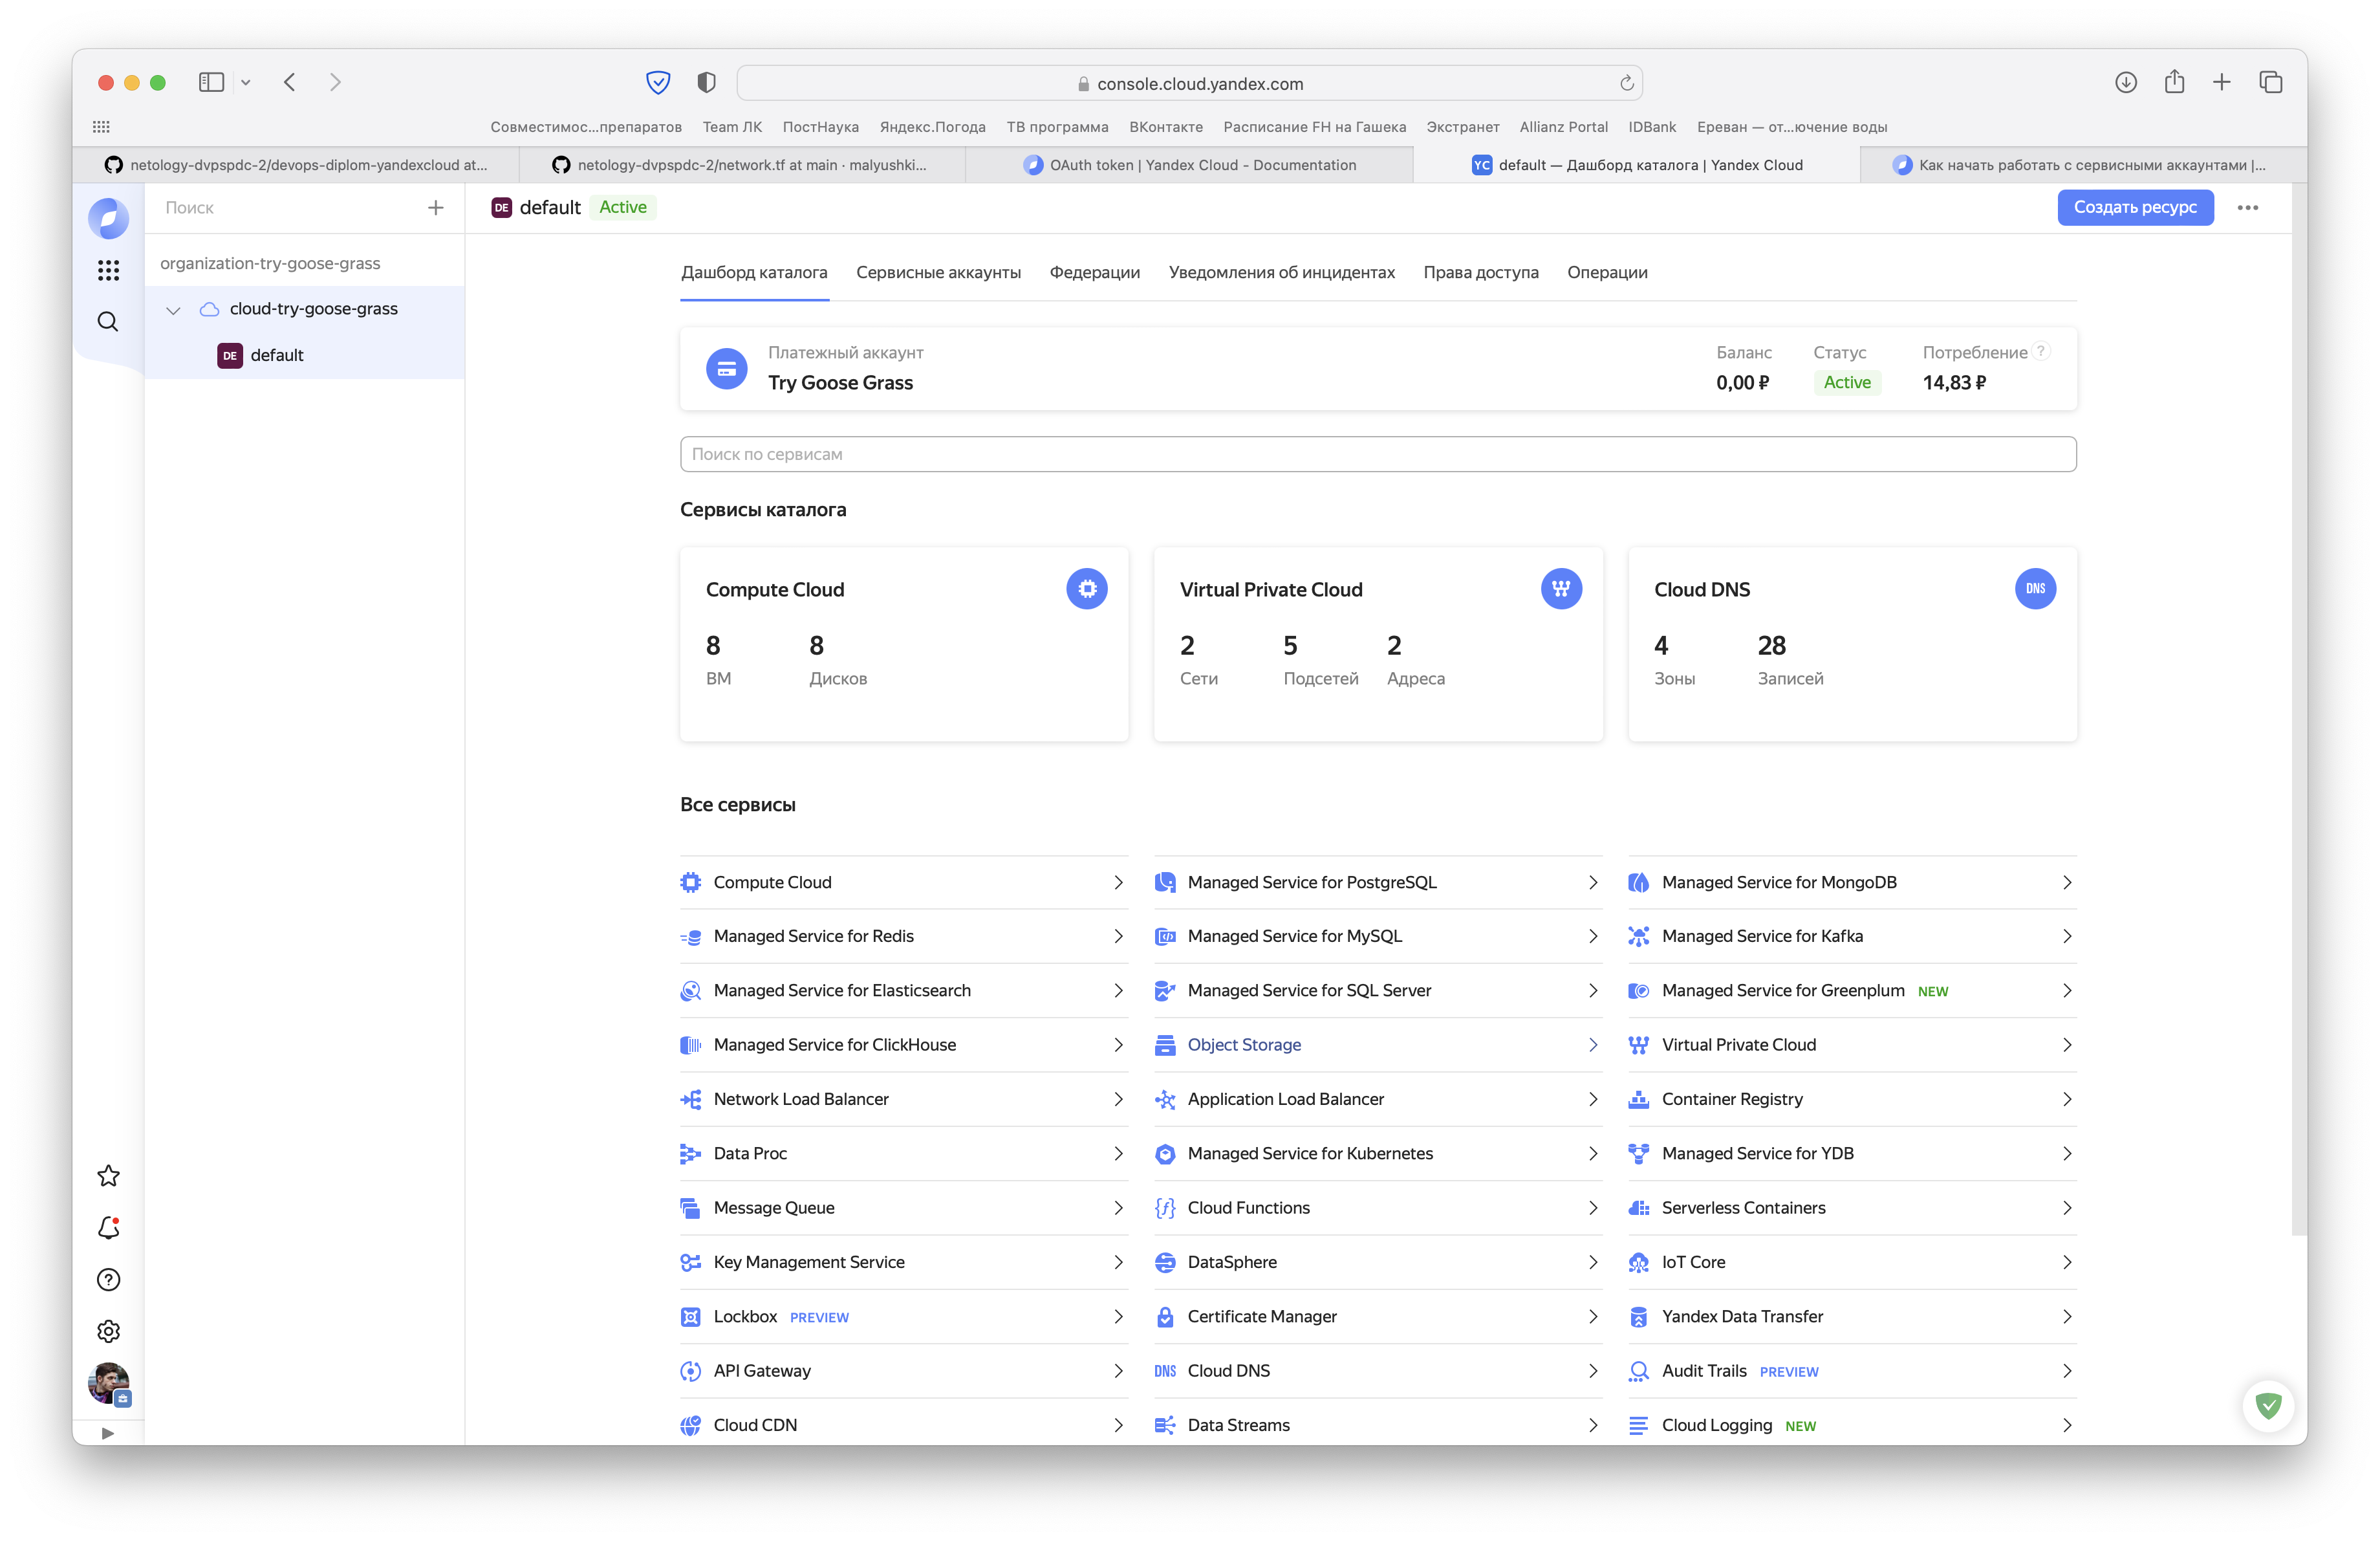 console.cloud.yandex.com
Совместимос...препаратов Team ЛК ПостНаука Яндекс.Погода ТВ программа ВКонтакте Расписание FH на Гашека Экстранет Allianz Portal IDBank Ереван — от...ючение воды
netology-dvpspdc-2/devops-diplom-yandexcloud at... netology-dvpspdc-2/network.tf at main · malyushki... OAuth token | Yandex Cloud - Documentation YC default — Дашборд каталога | Yandex Cloud Как начать работать с сервисными аккаунтами |...
Поиск
DE default Active
Создать ресурс
organization-try-goose-grass
cloud-try-goose-grass
DE default
Дашборд каталога Сервисные аккаунты Федерации Уведомления об инцидентах Права доступа Операции
Платежный аккаунт Баланс Статус Потребление ?
Try Goose Grass 0,00 ₽ Active 14,83 ₽
Поиск по сервисам
Сервисы каталога
Compute Cloud
8 8
ВМ Дисков
Virtual Private Cloud
2 5 2
Сети Подсетей Адреса
Cloud DNS DNS
4 28
Зоны Записей
Все сервисы
Compute Cloud Managed Service for PostgreSQL Managed Service for MongoDB
Managed Service for Redis Managed Service for MySQL Managed Service for Kafka
Managed Service for Elasticsearch Managed Service for SQL Server Managed Service for Greenplum NEW
Managed Service for ClickHouse Object Storage Virtual Private Cloud
Network Load Balancer Application Load Balancer Container Registry
Data Proc Managed Service for Kubernetes Managed Service for YDB
Message Queue Cloud Functions Serverless Containers
Key Management Service DataSphere IoT Core
Lockbox PREVIEW Certificate Manager Yandex Data Transfer
API Gateway DNS Cloud DNS Audit Trails PREVIEW
Cloud CDN Data Streams Cloud Logging NEW